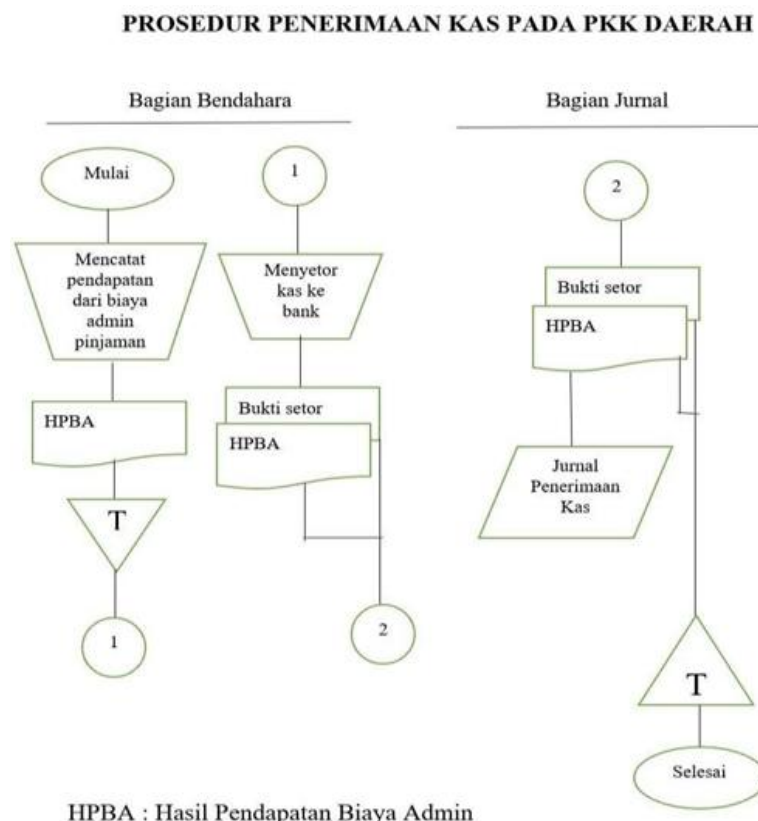 PROSEDUR PENERIMAAN KAS PADA PKK DAERAH
Bagian Bendahara
Mulai
Mencatat
pendapatan
dari biaya
admin
pinjaman
HPBA
T
1
1
Menyetor
kas ke
bank
Bukti setor
HPBA
2
Bagian Jurnal
2
Bukti setor
HPBA
Jurnal
Penerimaan
Kas
T
Selesai
HPBA : Hasil Pendapatan Biaya Admin